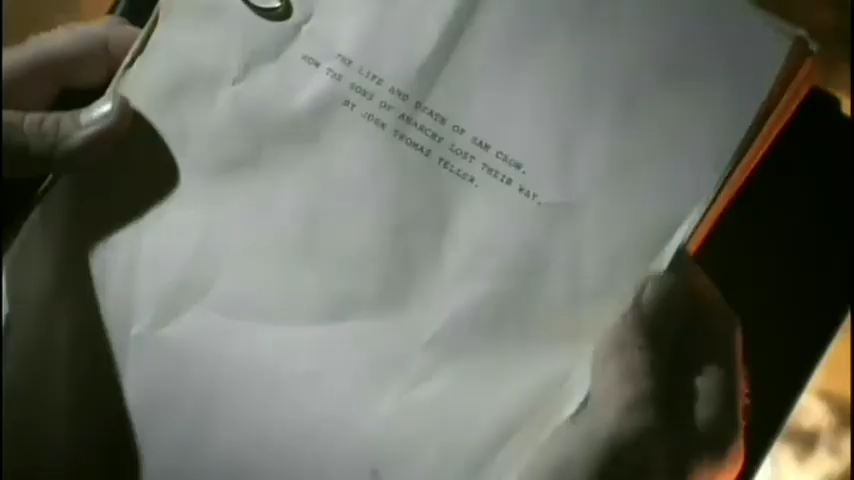 THE LIFE AND DEATH OF SAM CROW.
HOW THE SONS OF ANARCHY LOST THEIR WAY.
BY JOHN THOMAS TELLER.